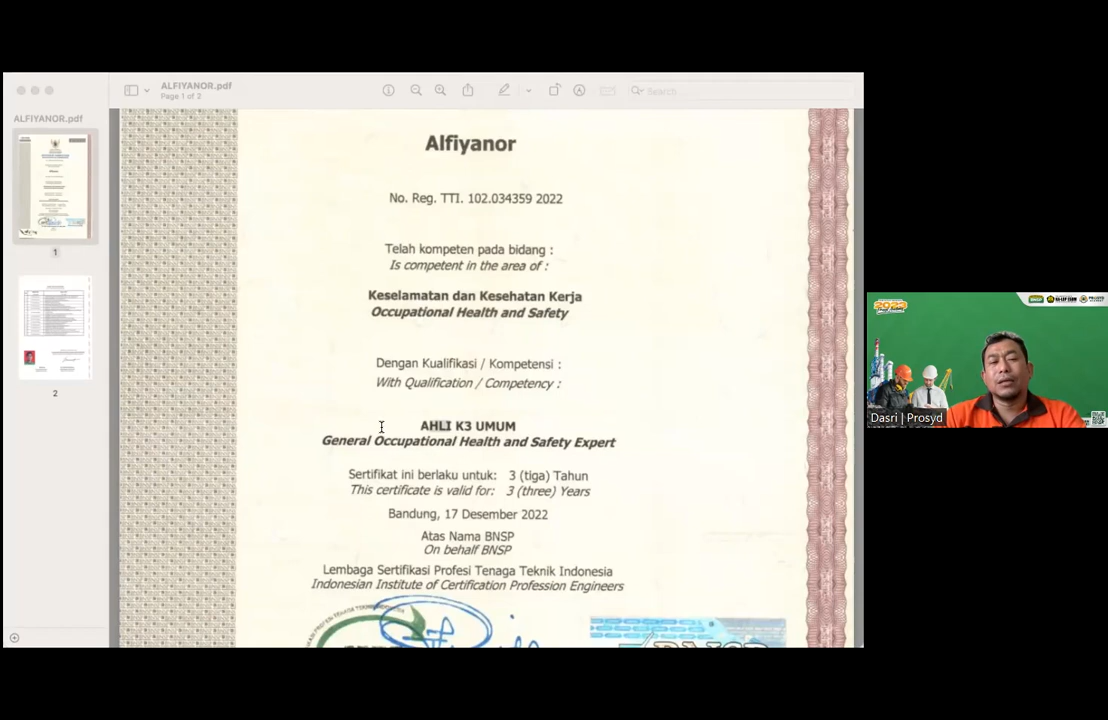 ALFIYANOR.pdf
Page 1 of 2
Search
ALFIYANOR.pdf
1
2
Alfiyanor
No. Reg. TTI. 102.034359 2022
Telah kompeten pada bidang :
Is competent in the area of :
Keselamatan dan Kesehatan Kerja
Occupational Health and Safety
Dengan Kualifikasi / Kompetensi :
With Qualification / Competency :
AHLI K3 UMUM
General Occupational Health and Safety Expert
Sertifikat ini berlaku untuk: 3 (tiga) Tahun
This certificate is valid for: 3 (three) Years
Bandung, 17 Desember 2022
Atas Nama BNSP
On behalf BNSP
Lembaga Sertifikasi Profesi Tenaga Teknik Indonesia
Indonesian Institute of Certification Profession Engineers
Dasri | Prosyd